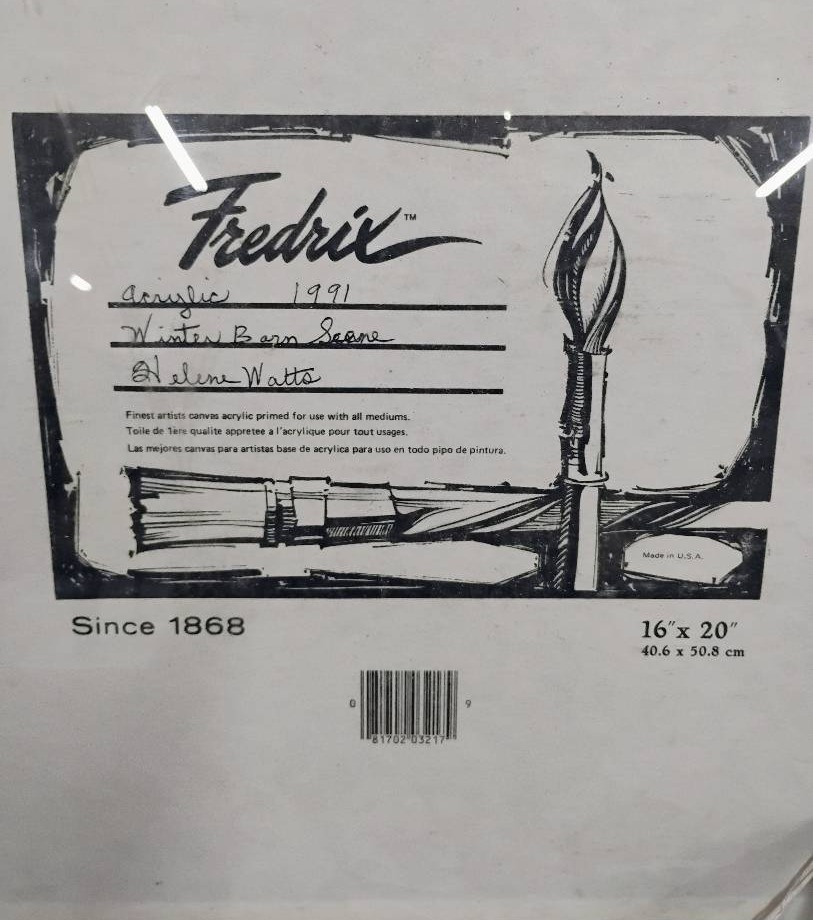 Fredrix™
Acrylic 1991
Winter Barn Scene
Helene Watts
Finest artists canvas acrylic primed for use with all mediums.
Toile de 1ère qualite appretee a l'acrylique pour tout usages.
Las mejores canvas para artistas base de acrylica para uso en todo pipo de pintura.
Made in U.S.A.
Since 1868
16″x 20″
40.6 x 50.8 cm
0 81702 03217 9